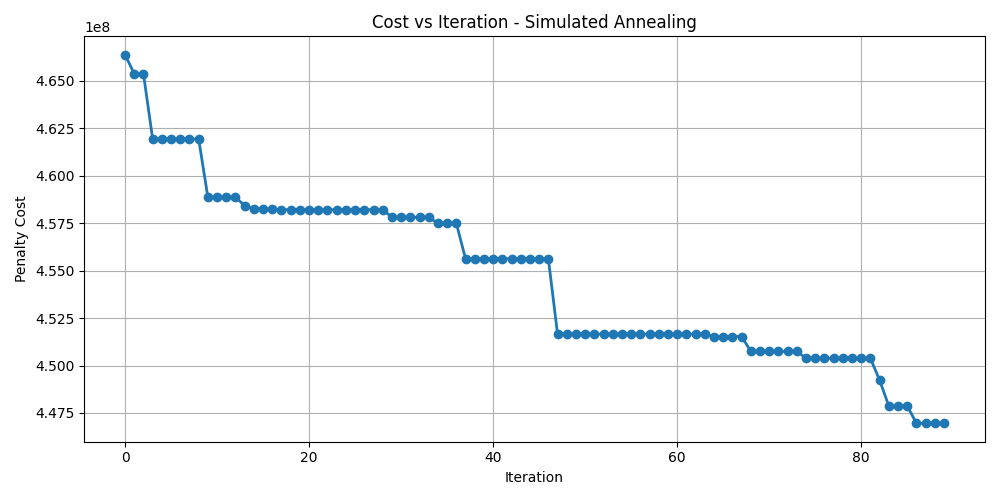 Cost vs Iteration - Simulated Annealing
1e8
4.650
4.625
4.600
4.575
4.550
4.525
4.500
4.475
Penalty Cost
0 20 40 60 80
Iteration